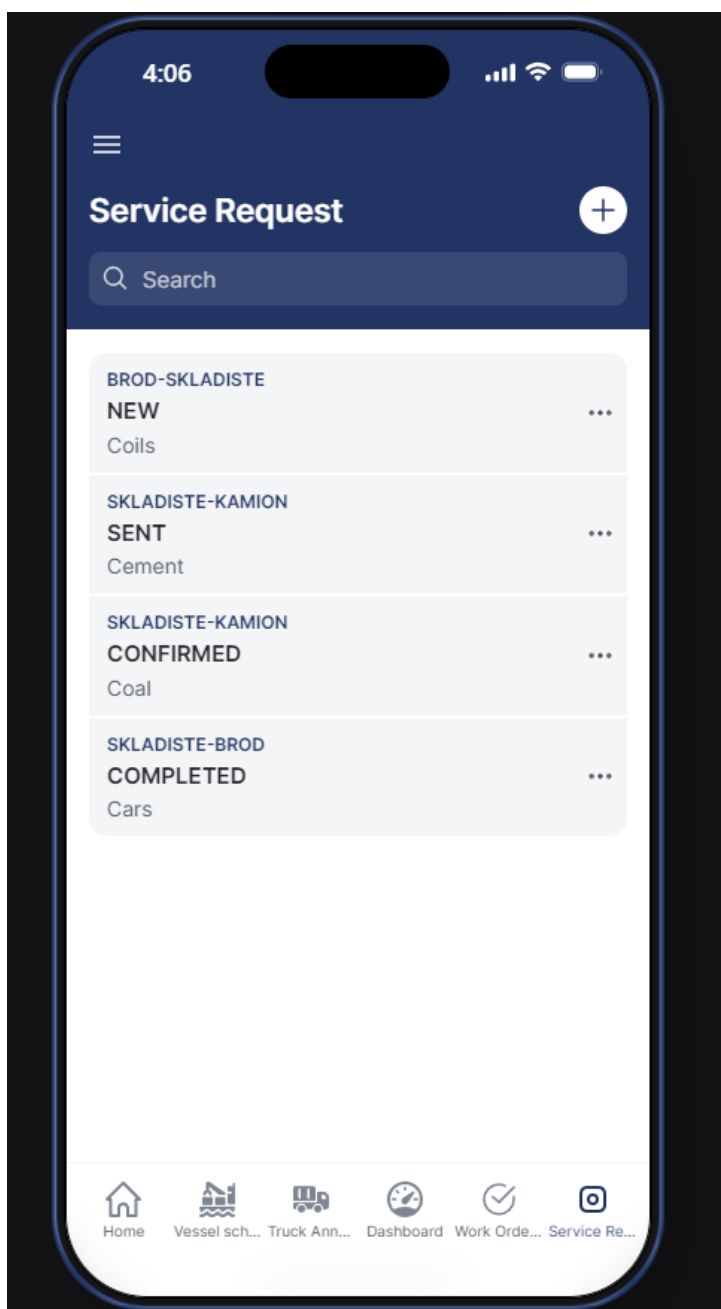 4:06
Service Request
Search
BROD-SKLADISTE
NEW
Coils
SKLADISTE-KAMION
SENT
Cement
SKLADISTE-KAMION
CONFIRMED
Coal
SKLADISTE-BROD
COMPLETED
Cars
Home Vessel sch... Truck Ann... Dashboard Work Orde... Service Re...